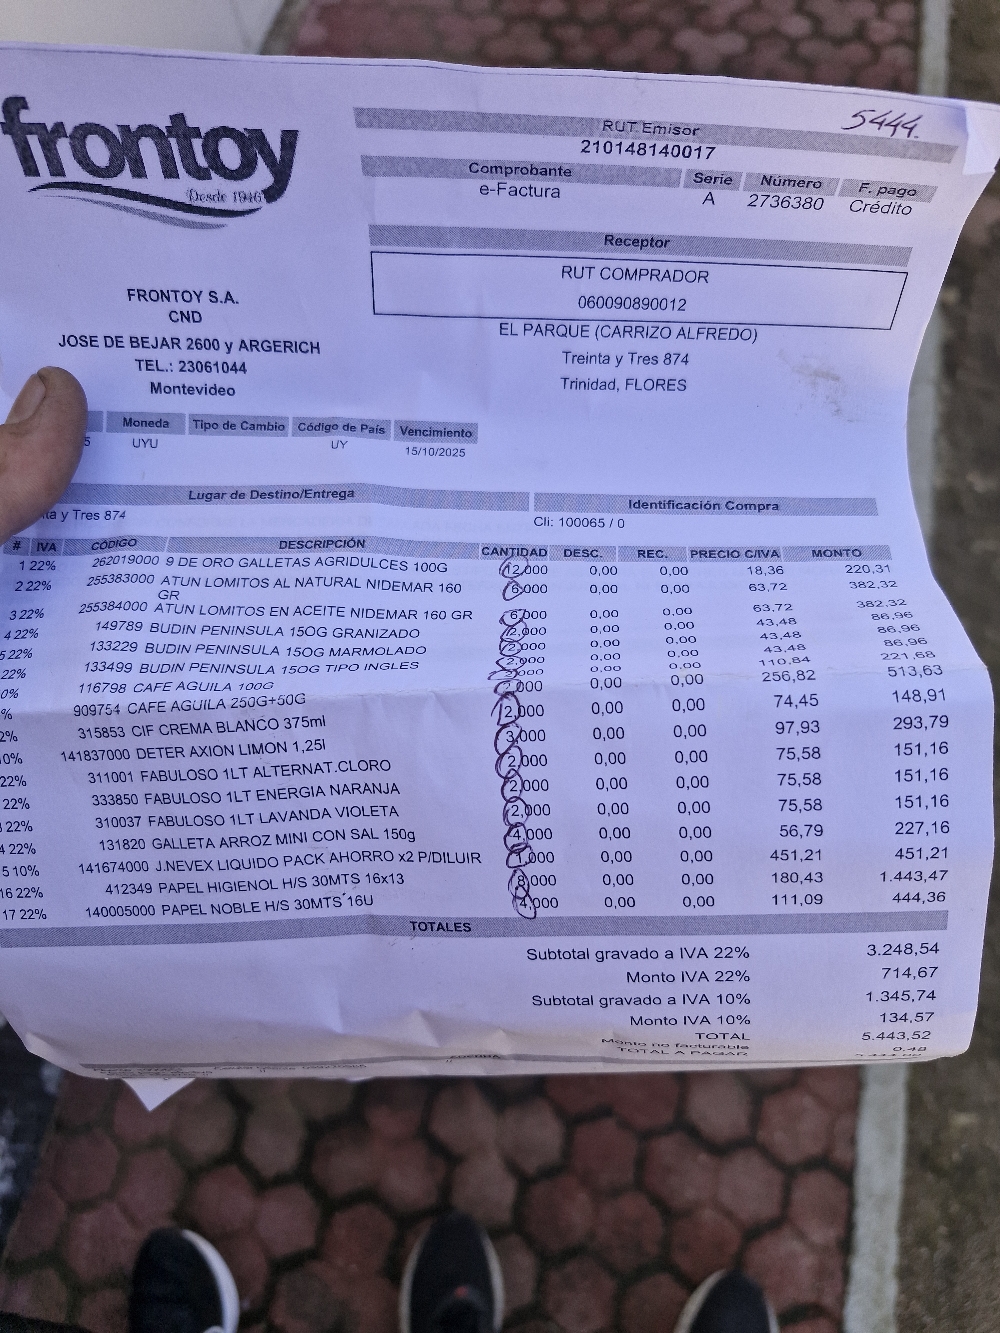 5444.
frontoy
Desde 1946
RUT Emisor
210148140017
Comprobante Serie Número F. pago
e-Factura A 2736380 Crédito
Receptor
RUT COMPRADOR
060090890012
EL PARQUE (CARRIZO ALFREDO)
Treinta y Tres 874
Trinidad, FLORES
FRONTOY S.A.
CND
JOSE DE BEJAR 2600 y ARGERICH
TEL.: 23061044
Montevideo
Moneda Tipo de Cambio Código de País Vencimiento
5 UYU UY 15/10/2025
Lugar de Destino/Entrega Identificación Compra
ta y Tres 874 Cli: 100065 / 0
# IVA CÓDIGO DESCRIPCIÓN CANTIDAD DESC. REC. PRECIO C/IVA MONTO
1 22% 262019000 9 DE ORO GALLETAS AGRIDULCES 100G 12,000 0,00 0,00 18,36 220,31
2 22% 255383000 ATUN LOMITOS AL NATURAL NIDEMAR 160 GR 6,000 0,00 0,00 63,72 382,32
3 22% 255384000 ATUN LOMITOS EN ACEITE NIDEMAR 160 GR 6,000 0,00 0,00 63,72 382,32
4 22% 149789 BUDIN PENINSULA 150G GRANIZADO 2,000 0,00 0,00 43,48 86,96
5 22% 133229 BUDIN PENINSULA 150G MARMOLADO 2,000 0,00 0,00 43,48 86,96
22% 133499 BUDIN PENINSULA 150G TIPO INGLES 2,000 0,00 0,00 43,48 86,96
0% 116798 CAFE AGUILA 100G 2,000 0,00 0,00 110,84 221,68
% 909754 CAFE AGUILA 250G+50G 2,000 0,00 0,00 256,82 513,63
2% 315853 CIF CREMA BLANCO 375ml 2,000 0,00 0,00 74,45 148,91
0% 141837000 DETER AXION LIMON 1,25l 3,000 0,00 0,00 97,93 293,79
22% 311001 FABULOSO 1LT ALTERNAT.CLORO 2,000 0,00 0,00 75,58 151,16
22% 333850 FABULOSO 1LT ENERGIA NARANJA 2,000 0,00 0,00 75,58 151,16
22% 310037 FABULOSO 1LT LAVANDA VIOLETA 2,000 0,00 0,00 75,58 151,16
4 22% 131820 GALLETA ARROZ MINI CON SAL 150g 4,000 0,00 0,00 56,79 227,16
5 10% 141674000 J.NEVEX LIQUIDO PACK AHORRO x2 P/DILUIR 1,000 0,00 0,00 451,21 451,21
16 22% 412349 PAPEL HIGIENOL H/S 30MTS 16x13 8,000 0,00 0,00 180,43 1.443,47
17 22% 140005000 PAPEL NOBLE H/S 30MTS 16U 4,000 0,00 0,00 111,09 444,36
TOTALES
Subtotal gravado a IVA 22% 3.248,54
Monto IVA 22% 714,67
Subtotal gravado a IVA 10% 1.345,74
Monto IVA 10% 134,57
TOTAL 5.443,52
Monto no facturable 0,48
TOTAL A PAGAR